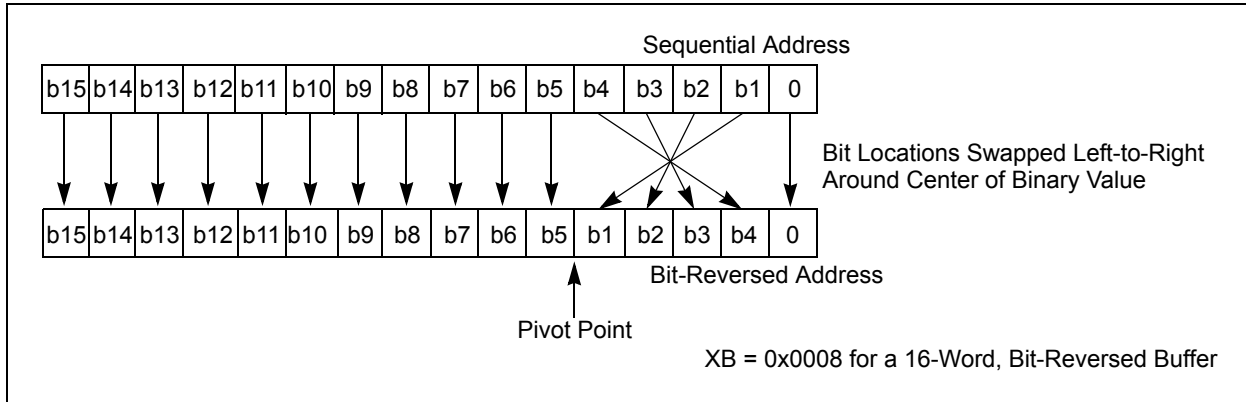 Sequential Address
b15 b14 b13 b12 b11 b10 b9 b8 b7 b6 b5 b4 b3 b2 b1 0
Bit Locations Swapped Left-to-Right
Around Center of Binary Value
b15 b14 b13 b12 b11 b10 b9 b8 b7 b6 b5 b1 b2 b3 b4 0
Bit-Reversed Address
Pivot Point
XB = 0x0008 for a 16-Word, Bit-Reversed Buffer